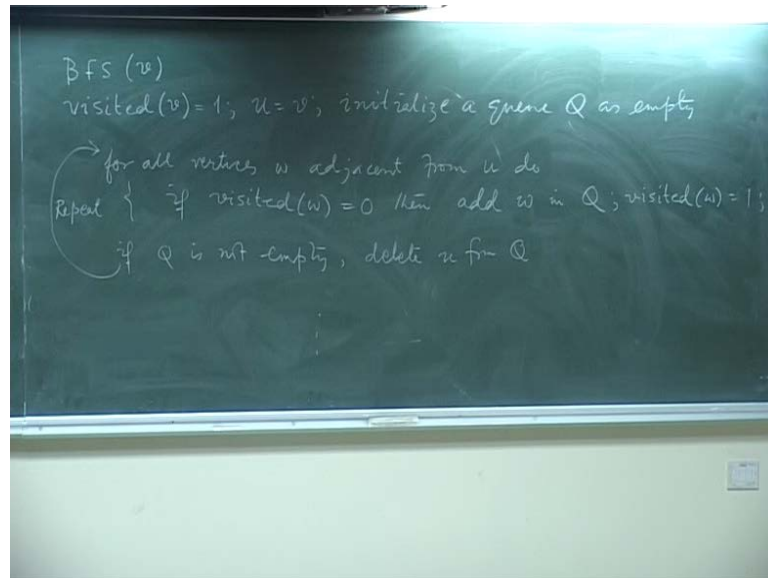 BFS (v)
visited(v) = 1; u = v; initialize a queue Q as empty
for all vertices w adjacent from u do
Repeat { if visited(w) = 0 then add w in Q; visited(w) = 1;
if Q is not empty, delete u from Q